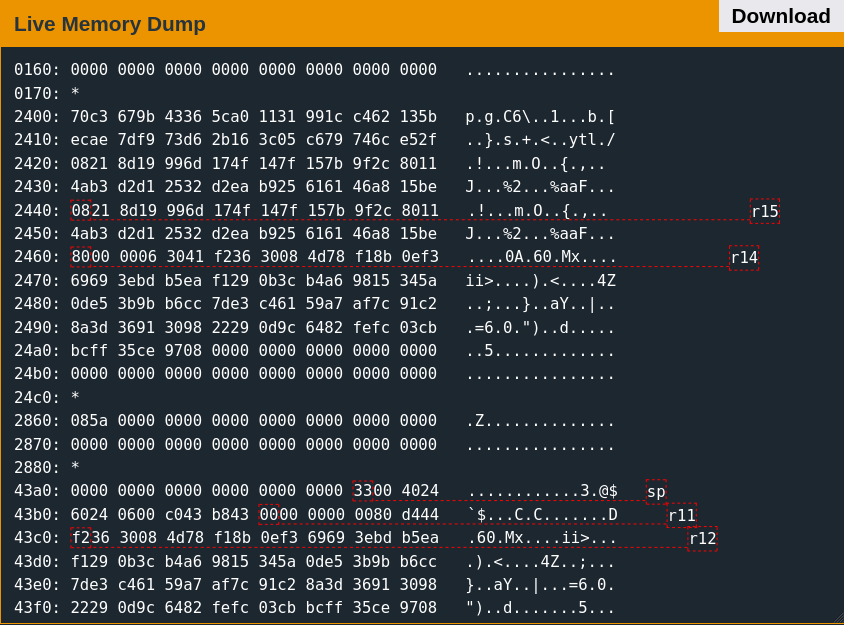 Live Memory Dump
Download
0160: 0000 0000 0000 0000 0000 0000 0000 0000   ................
0170: *
2400: 70c3 679b 4336 5ca0 1131 991c c462 135b   p.g.C6\..1...b.[
2410: ecae 7df9 73d6 2b16 3c05 c679 746c e52f   ..}.s.+.<..ytl./
2420: 0821 8d19 996d 174f 147f 157b 9f2c 8011   .!...m.O..{.,..
2430: 4ab3 d2d1 2532 d2ea b925 6161 46a8 15be   J...%2...%aaF...
2440: 0821 8d19 996d 174f 147f 157b 9f2c 8011   .!...m.O..{.,..   r15
2450: 4ab3 d2d1 2532 d2ea b925 6161 46a8 15be   J...%2...%aaF...
2460: 8000 0006 3041 f236 3008 4d78 f18b 0ef3   ....0A.60.Mx....   r14
2470: 6969 3ebd b5ea f129 0b3c b4a6 9815 345a   ii>....).<....4Z
2480: 0de5 3b9b b6cc 7de3 c461 59a7 af7c 91c2   ..;...}..aY..|..
2490: 8a3d 3691 3098 2229 0d9c 6482 fefc 03cb   .=6.0.")..d.....
24a0: bcff 35ce 9708 0000 0000 0000 0000 0000   ..5.............
24b0: 0000 0000 0000 0000 0000 0000 0000 0000   ................
24c0: *
2860: 085a 0000 0000 0000 0000 0000 0000 0000   .Z..............
2870: 0000 0000 0000 0000 0000 0000 0000 0000   ................
2880: *
43a0: 0000 0000 0000 0000 0000 0000 3300 4024   ............3.@$   sp
43b0: 6024 0600 c043 b843 0000 0000 0080 d444   `$...C.C.......D   r11
43c0: f236 3008 4d78 f18b 0ef3 6969 3ebd b5ea   .60.Mx....ii>...   r12
43d0: f129 0b3c b4a6 9815 345a 0de5 3b9b b6cc   .).<....4Z..;...
43e0: 7de3 c461 59a7 af7c 91c2 8a3d 3691 3098   }..aY..|...=6.0.
43f0: 2229 0d9c 6482 fefc 03cb bcff 35ce 9708   ")..d.......5...